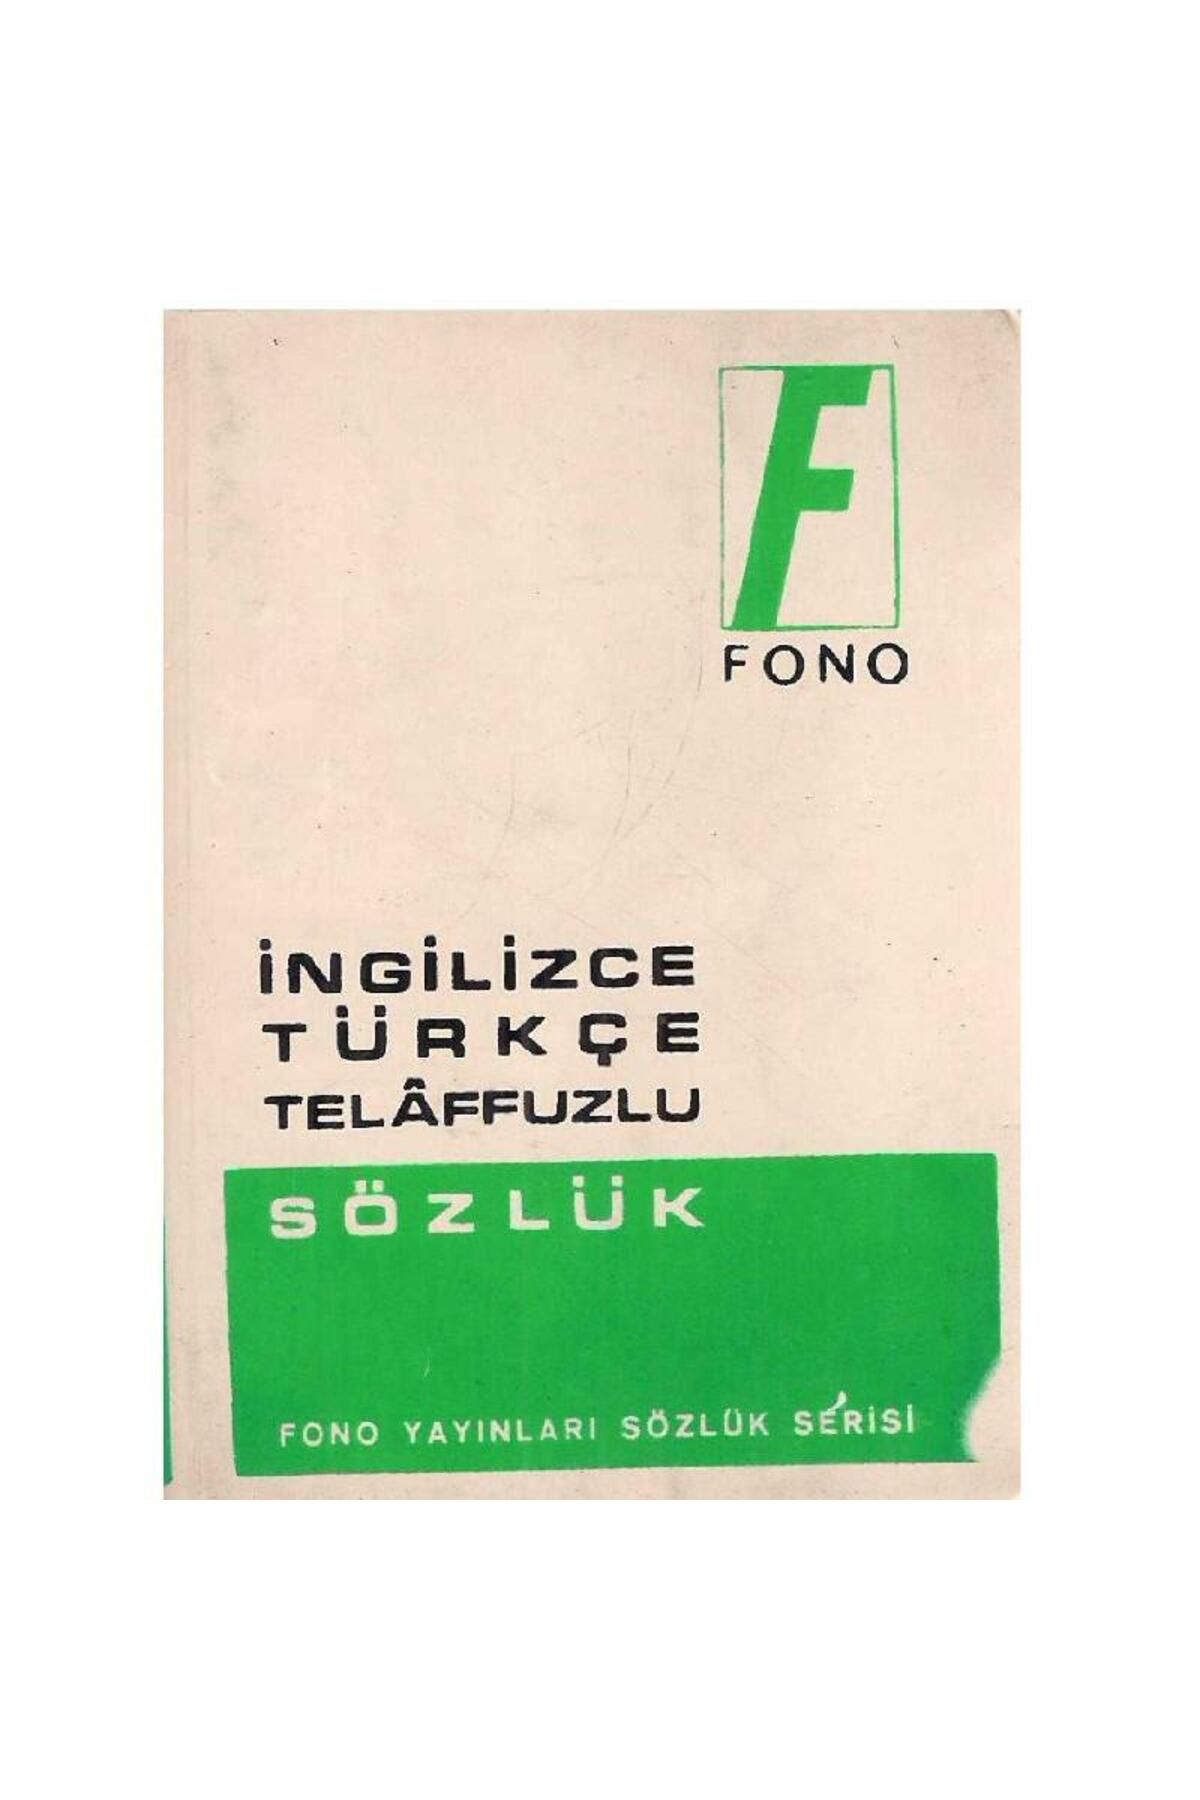 F
FONO
İNGİLİZCE
TÜRKÇE
TELÂFFUZLU
SÖZLÜK
FONO YAYINLARI SÖZLÜK SERİSİ